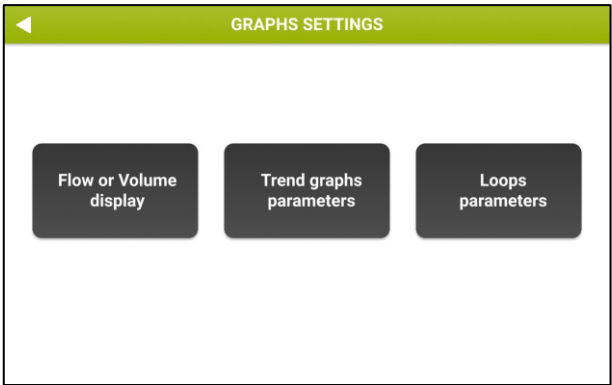 GRAPHS SETTINGS
Flow or Volume
display
Trend graphs
parameters
Loops
parameters